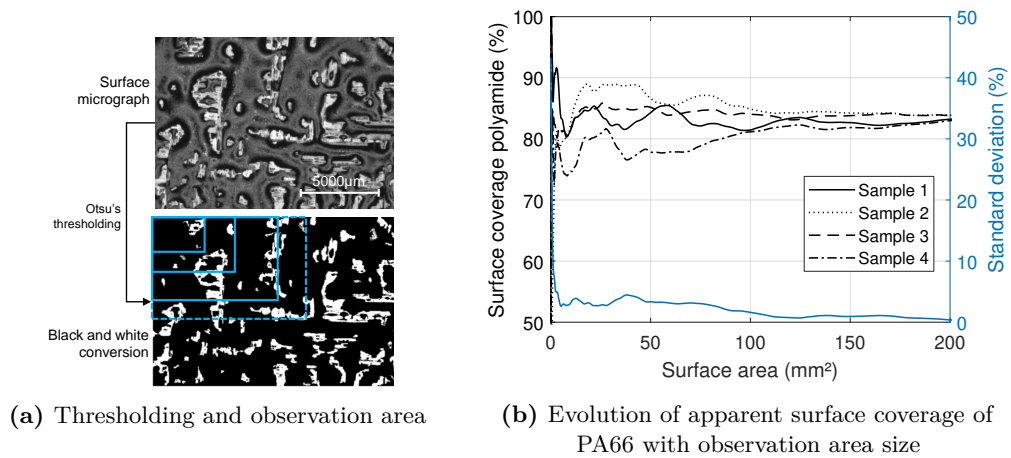 Surface
micrograph
5000µm
Otsu's
thresholding
Black and white
conversion
(a) Thresholding and observation area
100
90
80
70
60
50
Surface coverage polyamide (%)
50
40
30
20
10
0
Standard deviation (%)
Sample 1
Sample 2
Sample 3
Sample 4
0
50
100
150
200
Surface area (mm²)
(b) Evolution of apparent surface coverage of
PA66 with observation area size